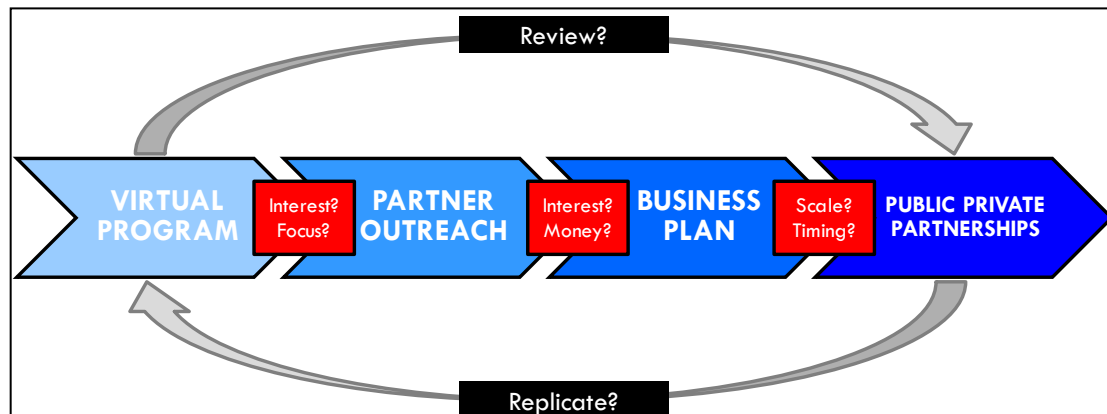 Review?
VIRTUAL
PROGRAM
Interest?
Focus?
PARTNER
OUTREACH
Interest?
Money?
BUSINESS
PLAN
Scale?
Timing?
PUBLIC PRIVATE
PARTNERSHIPS
Replicate?